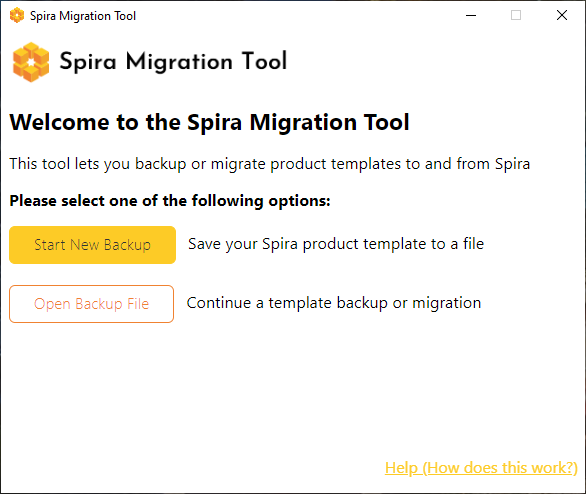 Spira Migration Tool
Spira Migration Tool
Welcome to the Spira Migration Tool
This tool lets you backup or migrate product templates to and from Spira
Please select one of the following options:
Start New Backup Save your Spira product template to a file
Open Backup File Continue a template backup or migration
Help (How does this work?)